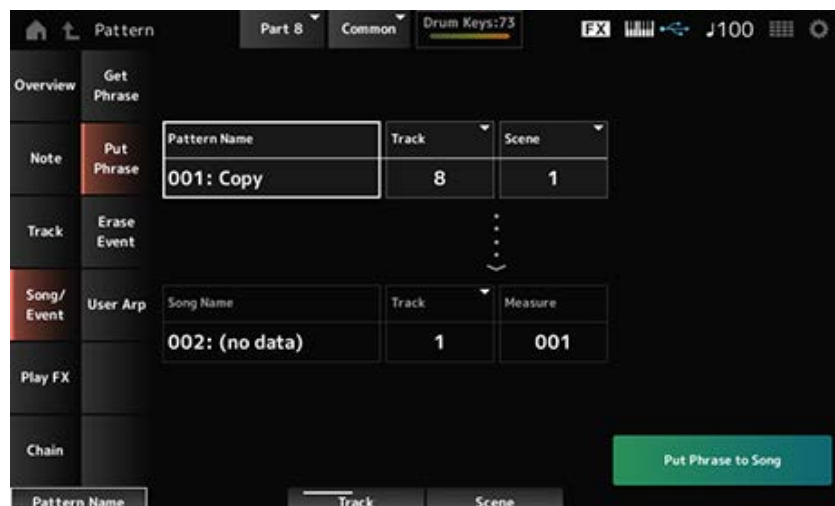 Pattern
Part 8
Common
Drum Keys:73
FX
♩100
Overview
Get
Phrase
Note
Put
Phrase
Pattern Name
Track
Scene
001: Copy
8
1
Track
Erase
Event
Song/
Event
User Arp
Song Name
Track
Measure
002: (no data)
1
001
Play FX
Chain
Put Phrase to Song
Pattern Name
Track
Scene